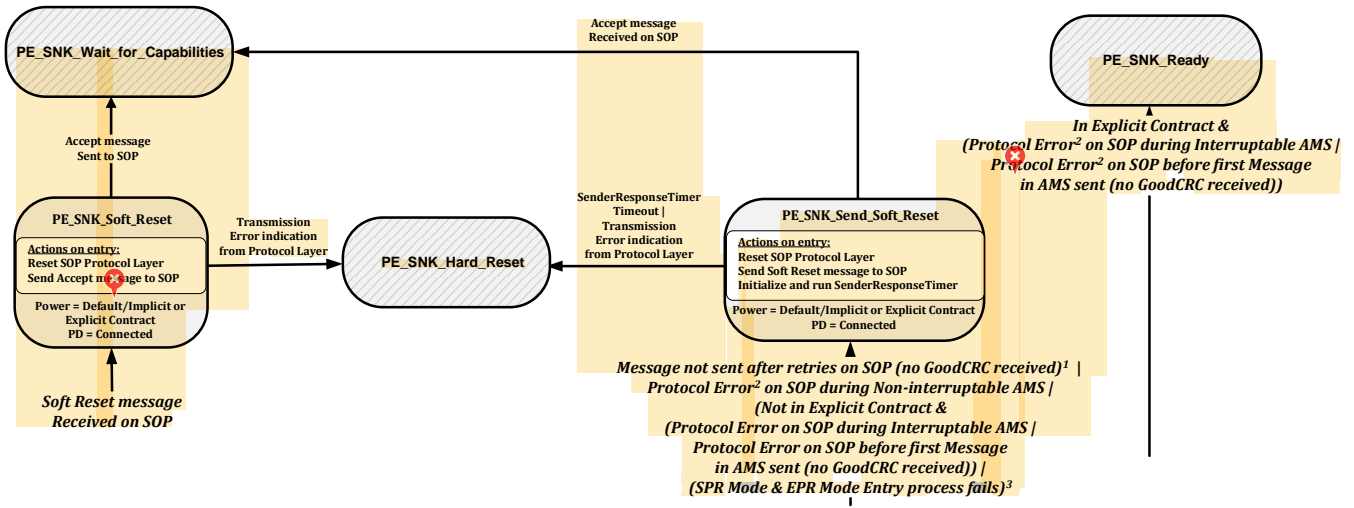 Accept message
Received on SOP
PE_SNK_Wait_for_Capabilities
PE_SNK_Ready
In Explicit Contract &
(Protocol Error2 on SOP during Interruptable AMS |
Protocol Error2 on SOP before first Message
in AMS sent (no GoodCRC received))
Accept message
Sent to SOP
PE_SNK_Soft_Reset
Actions on entry:
Reset SOP Protocol Layer
Send Accept message to SOP
Power = Default/Implicit or
Explicit Contract
PD = Connected
Transmission
Error indication
from Protocol Layer
PE_SNK_Hard_Reset
SenderResponseTimer
Timeout |
Transmission
Error indication
from Protocol Layer
PE_SNK_Send_Soft_Reset
Actions on entry:
Reset SOP Protocol Layer
Send Soft Reset message to SOP
Initialize and run SenderResponseTimer
Power = Default/Implicit or Explicit Contract
PD = Connected
Soft Reset message
Received on SOP
Message not sent after retries on SOP (no GoodCRC received)1 |
Protocol Error2 on SOP during Non-interruptable AMS |
(Not in Explicit Contract &
(Protocol Error on SOP during Interruptable AMS |
Protocol Error on SOP before first Message
in AMS sent (no GoodCRC received)) |
(SPR Mode & EPR Mode Entry process fails)3